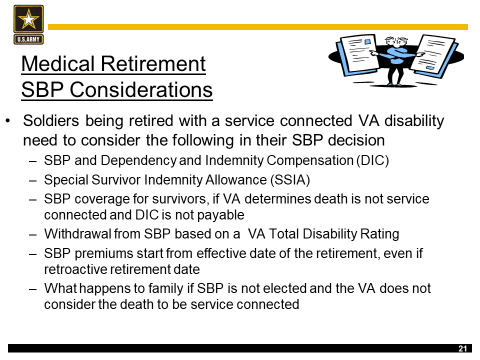 U.S.ARMY
Medical Retirement
SBP Considerations
• Soldiers being retired with a service connected VA disability
need to consider the following in their SBP decision
– SBP and Dependency and Indemnity Compensation (DIC)
– Special Survivor Indemnity Allowance (SSIA)
– SBP coverage for survivors, if VA determines death is not service
connected and DIC is not payable
– Withdrawal from SBP based on a VA Total Disability Rating
– SBP premiums start from effective date of the retirement, even if
retroactive retirement date
– What happens to family if SBP is not elected and the VA does not
consider the death to be service connected
21